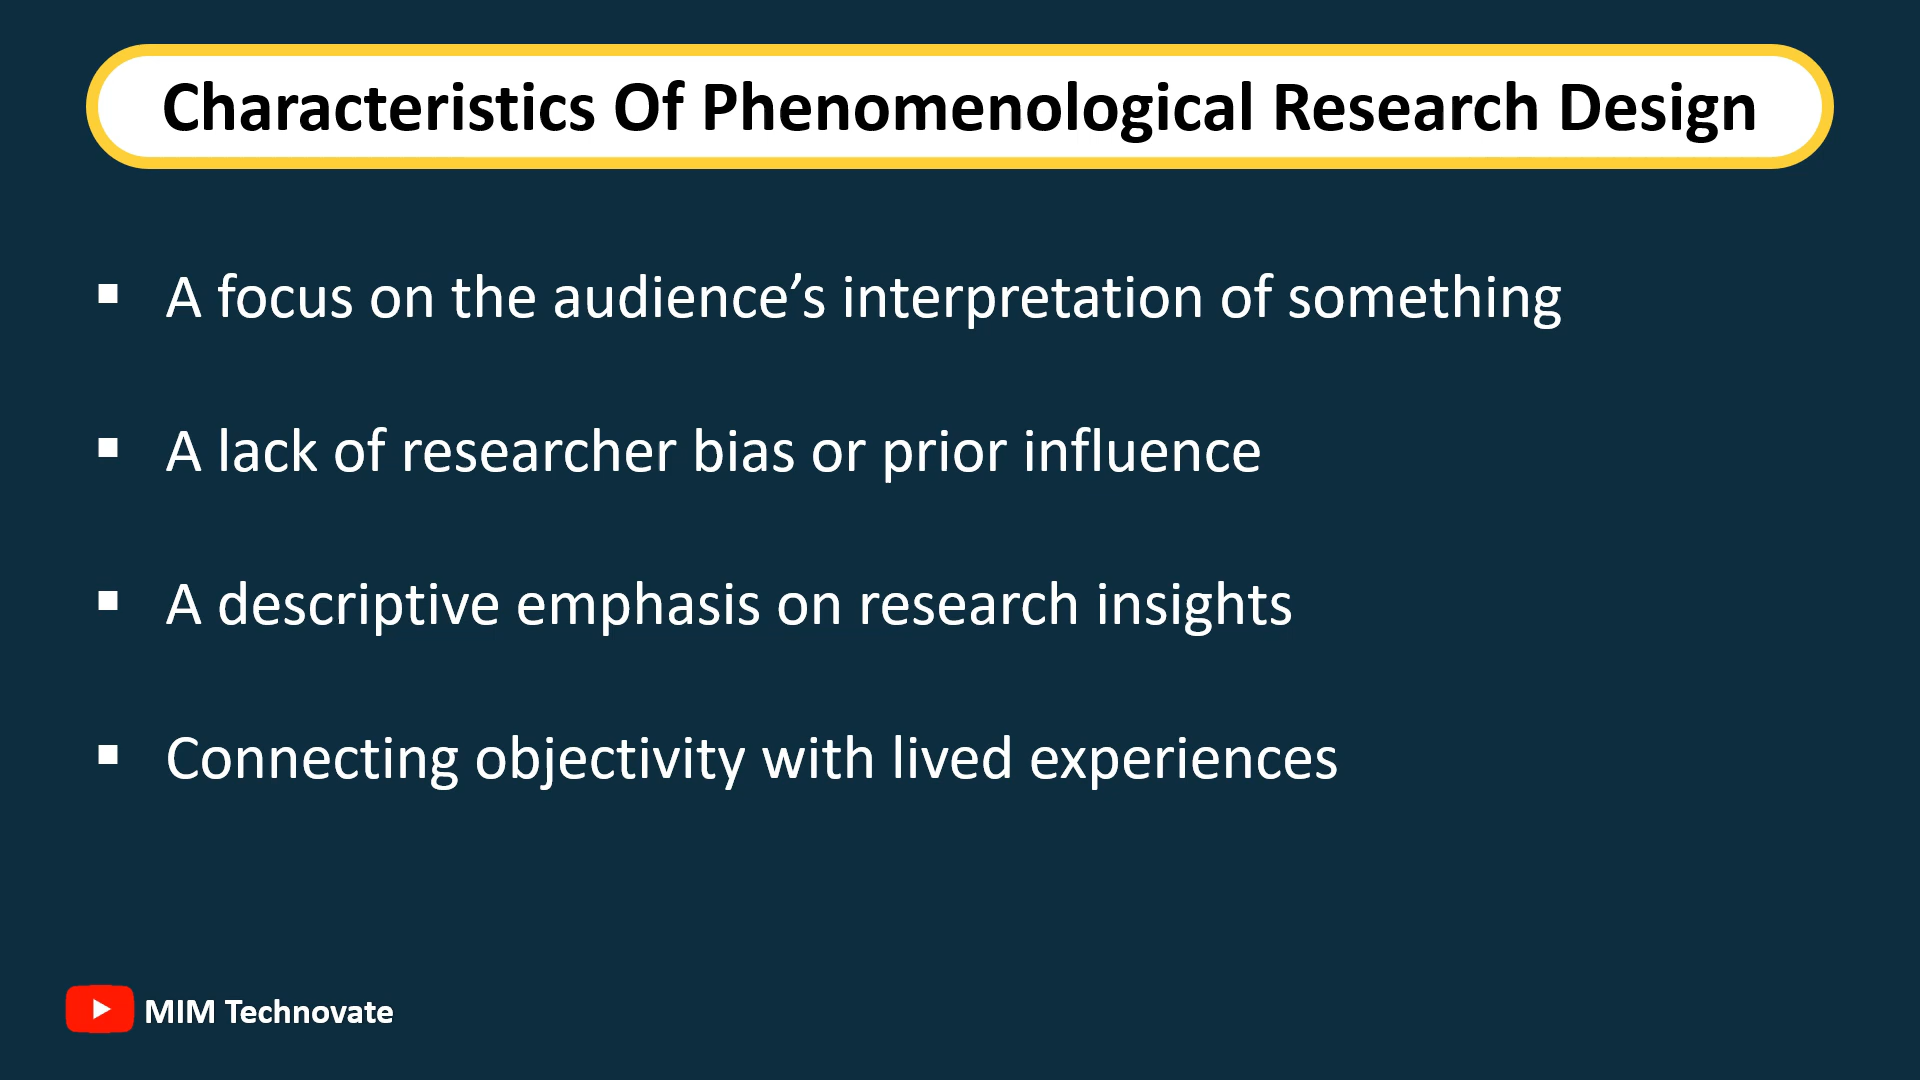 Characteristics Of Phenomenological Research Design
▪ A focus on the audience’s interpretation of something
▪ A lack of researcher bias or prior influence
▪ A descriptive emphasis on research insights
▪ Connecting objectivity with lived experiences
MIM Technovate